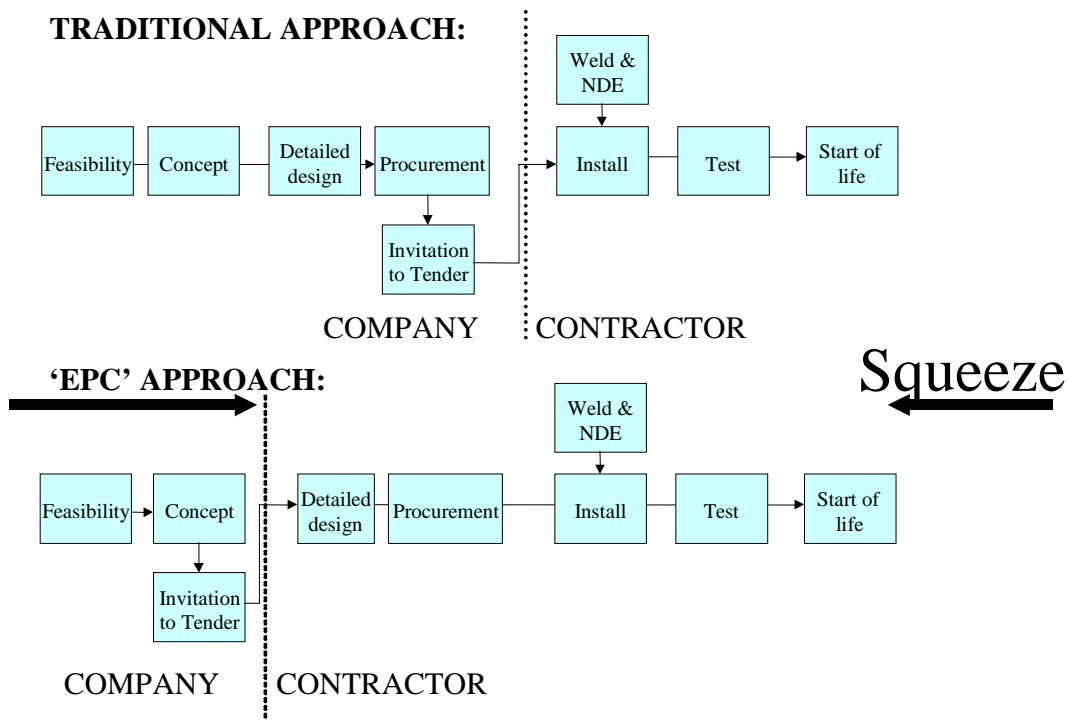 TRADITIONAL APPROACH:
Weld &
NDE
Feasibility
Concept
Detailed
design
Procurement
Install
Test
Start of
life
Invitation
to Tender
COMPANY
CONTRACTOR
‘EPC’ APPROACH:
Squeeze
Weld &
NDE
Feasibility
Concept
Detailed
design
Procurement
Install
Test
Start of
life
Invitation
to Tender
COMPANY
CONTRACTOR